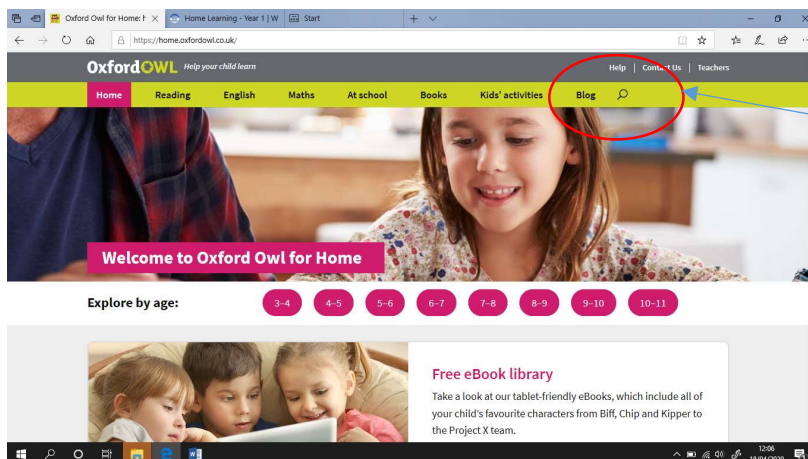 Oxford Owl for Home: h
Home Learning - Year 1 | W
Start
https://home.oxfordowl.co.uk/
OxfordOWL Help your child learn
Help | Contact Us | Teachers
Home Reading English Maths At school Books Kids' activities Blog
Welcome to Oxford Owl for Home
Explore by age: 3-4 4-5 5-6 6-7 7-8 8-9 9-10 10-11
Free eBook library
Take a look at our tablet-friendly eBooks, which include all of
your child's favourite characters from Biff, Chip and Kipper to
the Project X team.
12:06
18/04/2020